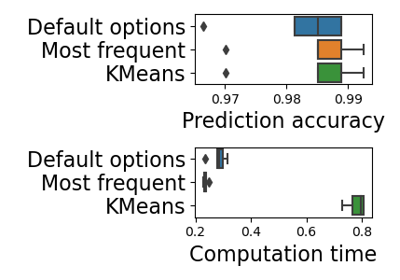 Default options
Most frequent
KMeans
0.97 0.98 0.99
Prediction accuracy
Default options
Most frequent
KMeans
0.2 0.4 0.6 0.8
Computation time